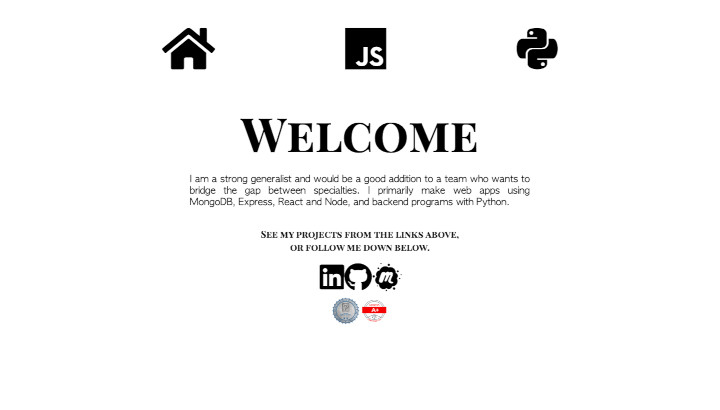 JS
WELCOME
I am a strong generalist and would be a good addition to a team who wants to
bridge the gap between specialties. I primarily make web apps using
MongoDB, Express, React and Node, and backend programs with Python.
SEE MY PROJECTS FROM THE LINKS ABOVE,
OR FOLLOW ME DOWN BELOW.
in m
A+